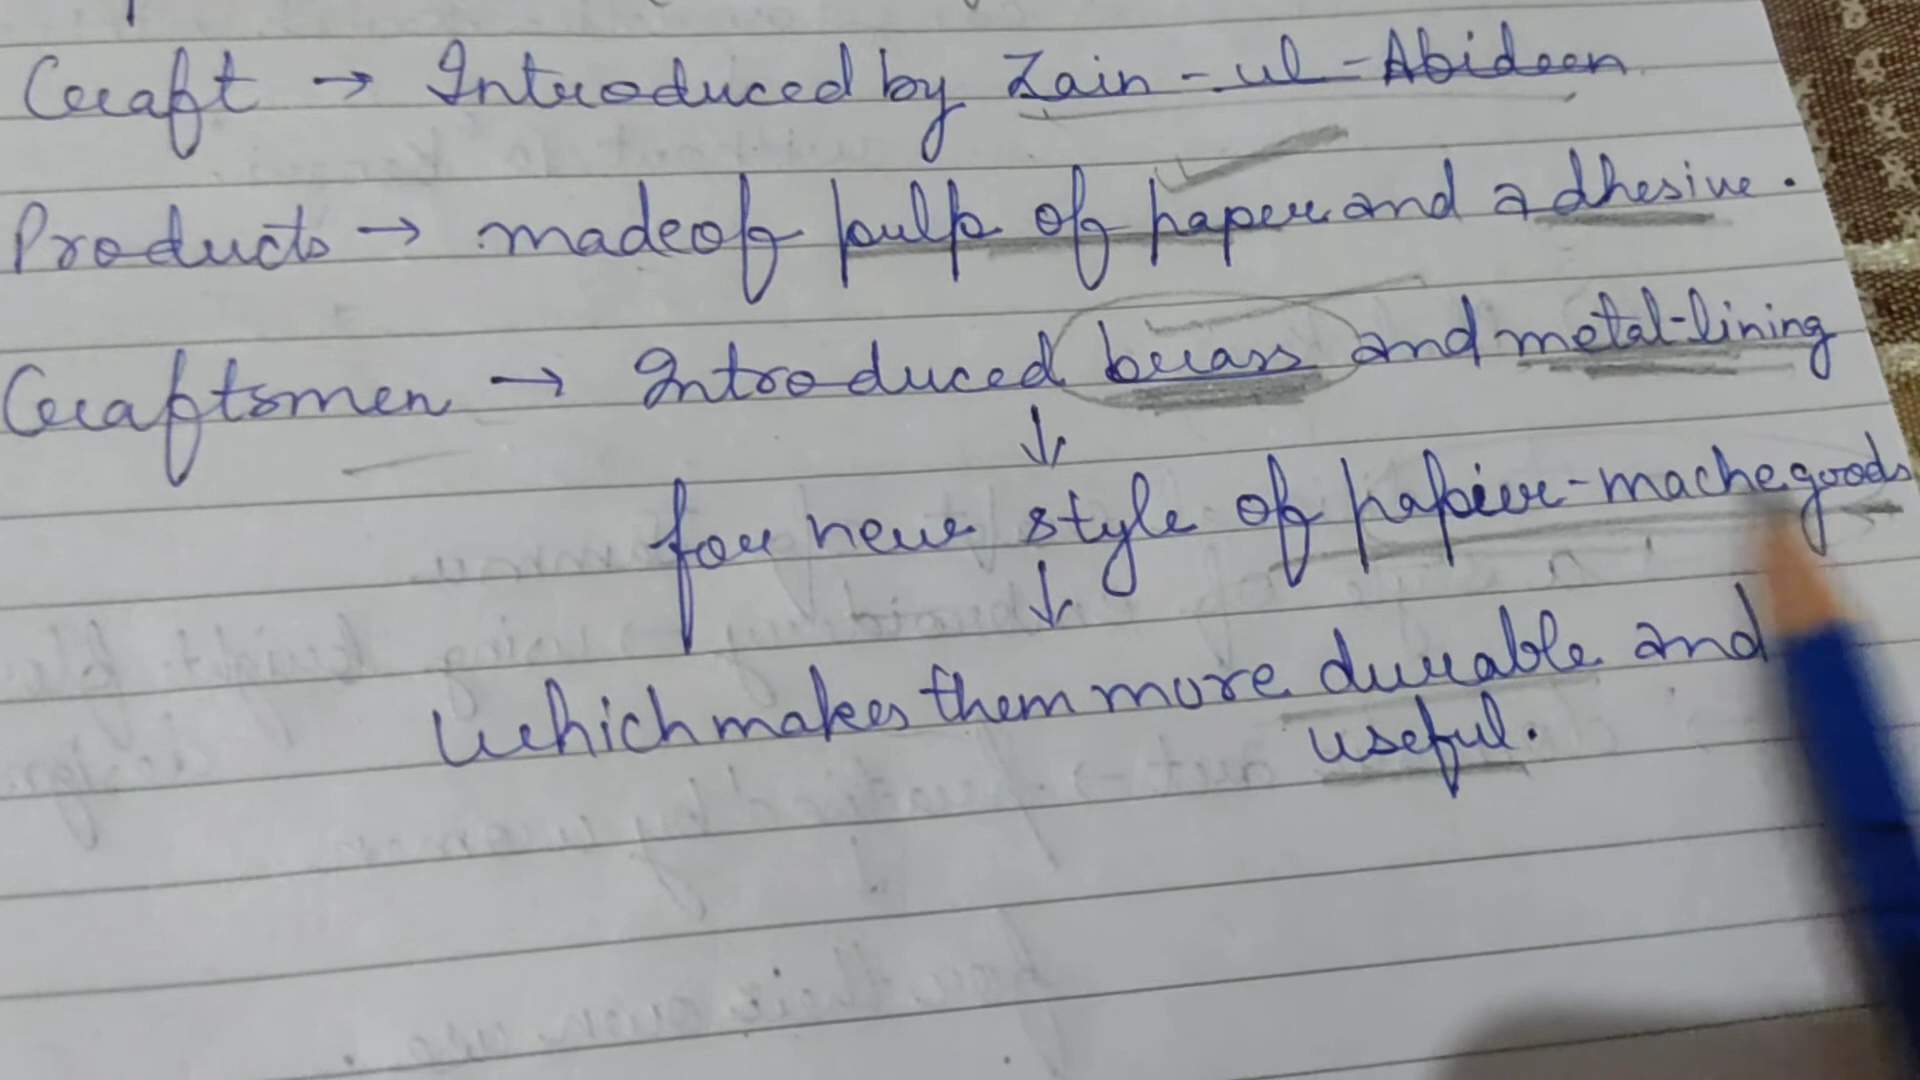 Craft → Introduced by Zain-ul-Abideen
Products → made of pulp of paper and adhesive.
Craftsmen → Introduced brass and metal-lining
↓
for new style of papier-mache goods
↓
which makes them more durable and
useful.